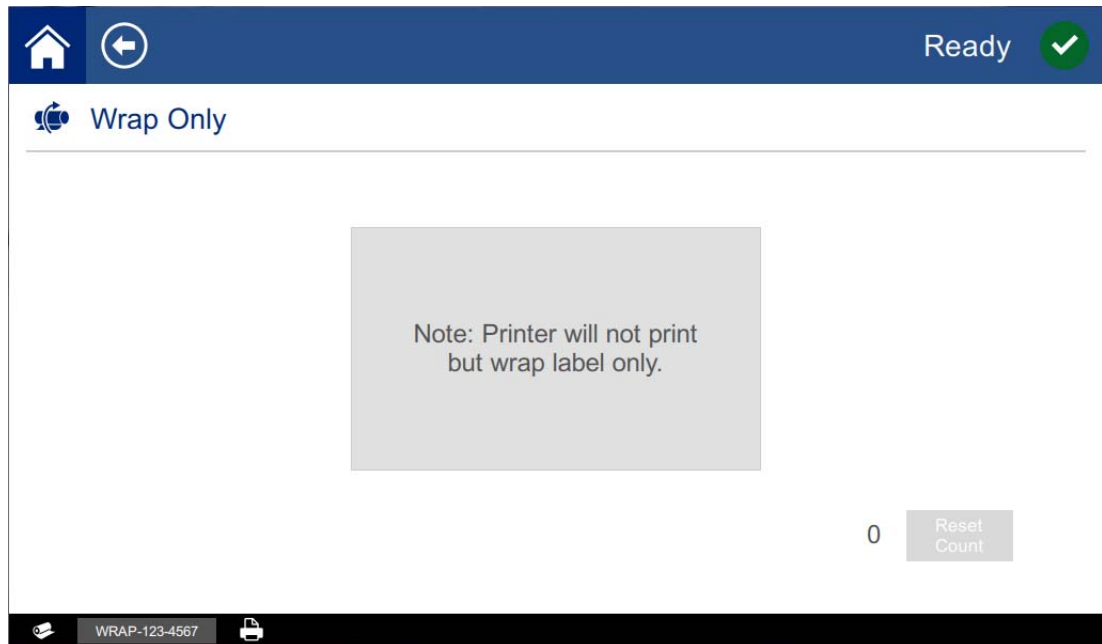 Ready
Wrap Only
Note: Printer will not print
but wrap label only.
0
Reset
Count
WRAP-123-4567